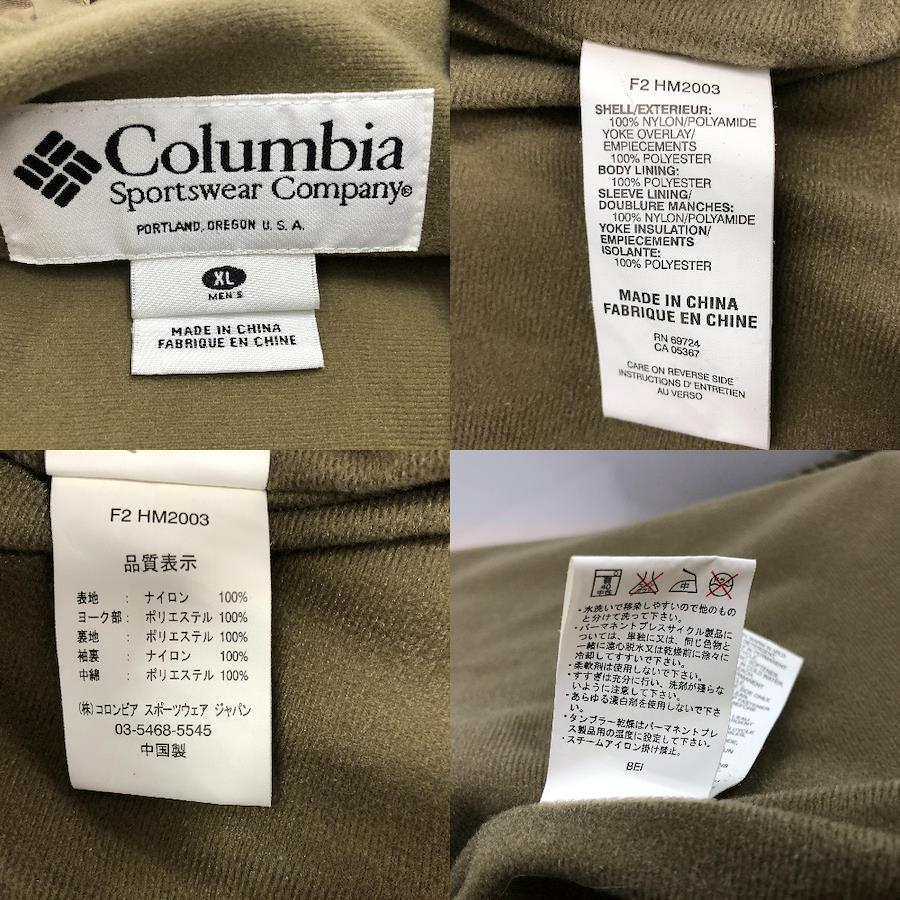 Columbia
Sportswear Company®
PORTLAND, OREGON U.S.A.
XL
MEN'S
MADE IN CHINA
FABRIQUE EN CHINE
F2 HM2003
SHELL/EXTERIEUR:
100% NYLON/POLYAMIDE
YOKE OVERLAY/
EMPIECEMENTS
100% POLYESTER
BODY LINING:
100% POLYESTER
SLEEVE LINING/
DOUBLURE MANCHES:
100% NYLON/POLYAMIDE
YOKE INSULATION/
EMPIECEMENTS
ISOLANTE:
100% POLYESTER
MADE IN CHINA
FABRIQUE EN CHINE
RN 69724
CA 05367
CARE ON REVERSE SIDE
INSTRUCTIONS D'ENTRETIEN
AU VERSO
F2 HM2003
品質表示
表地 : ナイロン 100%
ヨーク部 : ポリエステル 100%
裏地 : ポリエステル 100%
袖裏 : ナイロン 100%
中綿 : ポリエステル 100%
(株)コロンビア スポーツウェア ジャパン
03-5468-5545
中国製
40 中性 中
・水洗いで移染しやすいので他のもの
と分けて洗って下さい。
・パーマネントプレスサイクル製品に
ついては、単独に又は、同じ色物と
一緒に遠心脱水又は乾燥前に徐々に
冷却してすすいで下さい。
・柔軟剤は使用しないで下さい。
・すすぎは充分に行い、洗剤が残らな
いように注意して下さい。
・あらゆる漂白剤を使用しないで下さ
い。
・タンブラー乾燥はパーマネントプレ
ス製品用の温度に設定して下さい。
・スチームアイロン掛け禁止。
BEI